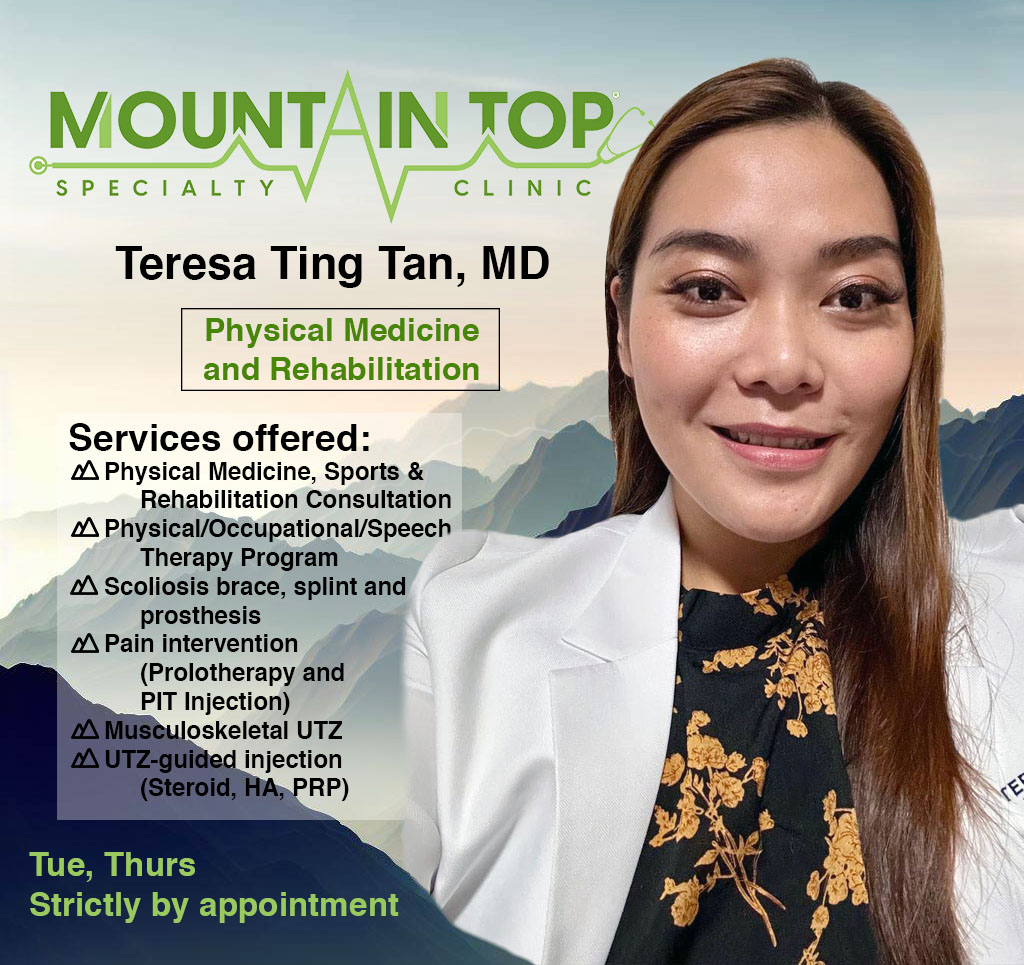 MOUNTAIN TOP
SPECIALTY CLINIC
Teresa Ting Tan, MD
Physical Medicine
and Rehabilitation
Services offered:
Physical Medicine, Sports &
Rehabilitation Consultation
Physical/Occupational/Speech
Therapy Program
Scoliosis brace, splint and
prosthesis
Pain intervention
(Prolotherapy and
PIT Injection)
Musculoskeletal UTZ
UTZ-guided injection
(Steroid, HA, PRP)
Tue, Thurs
Strictly by appointment